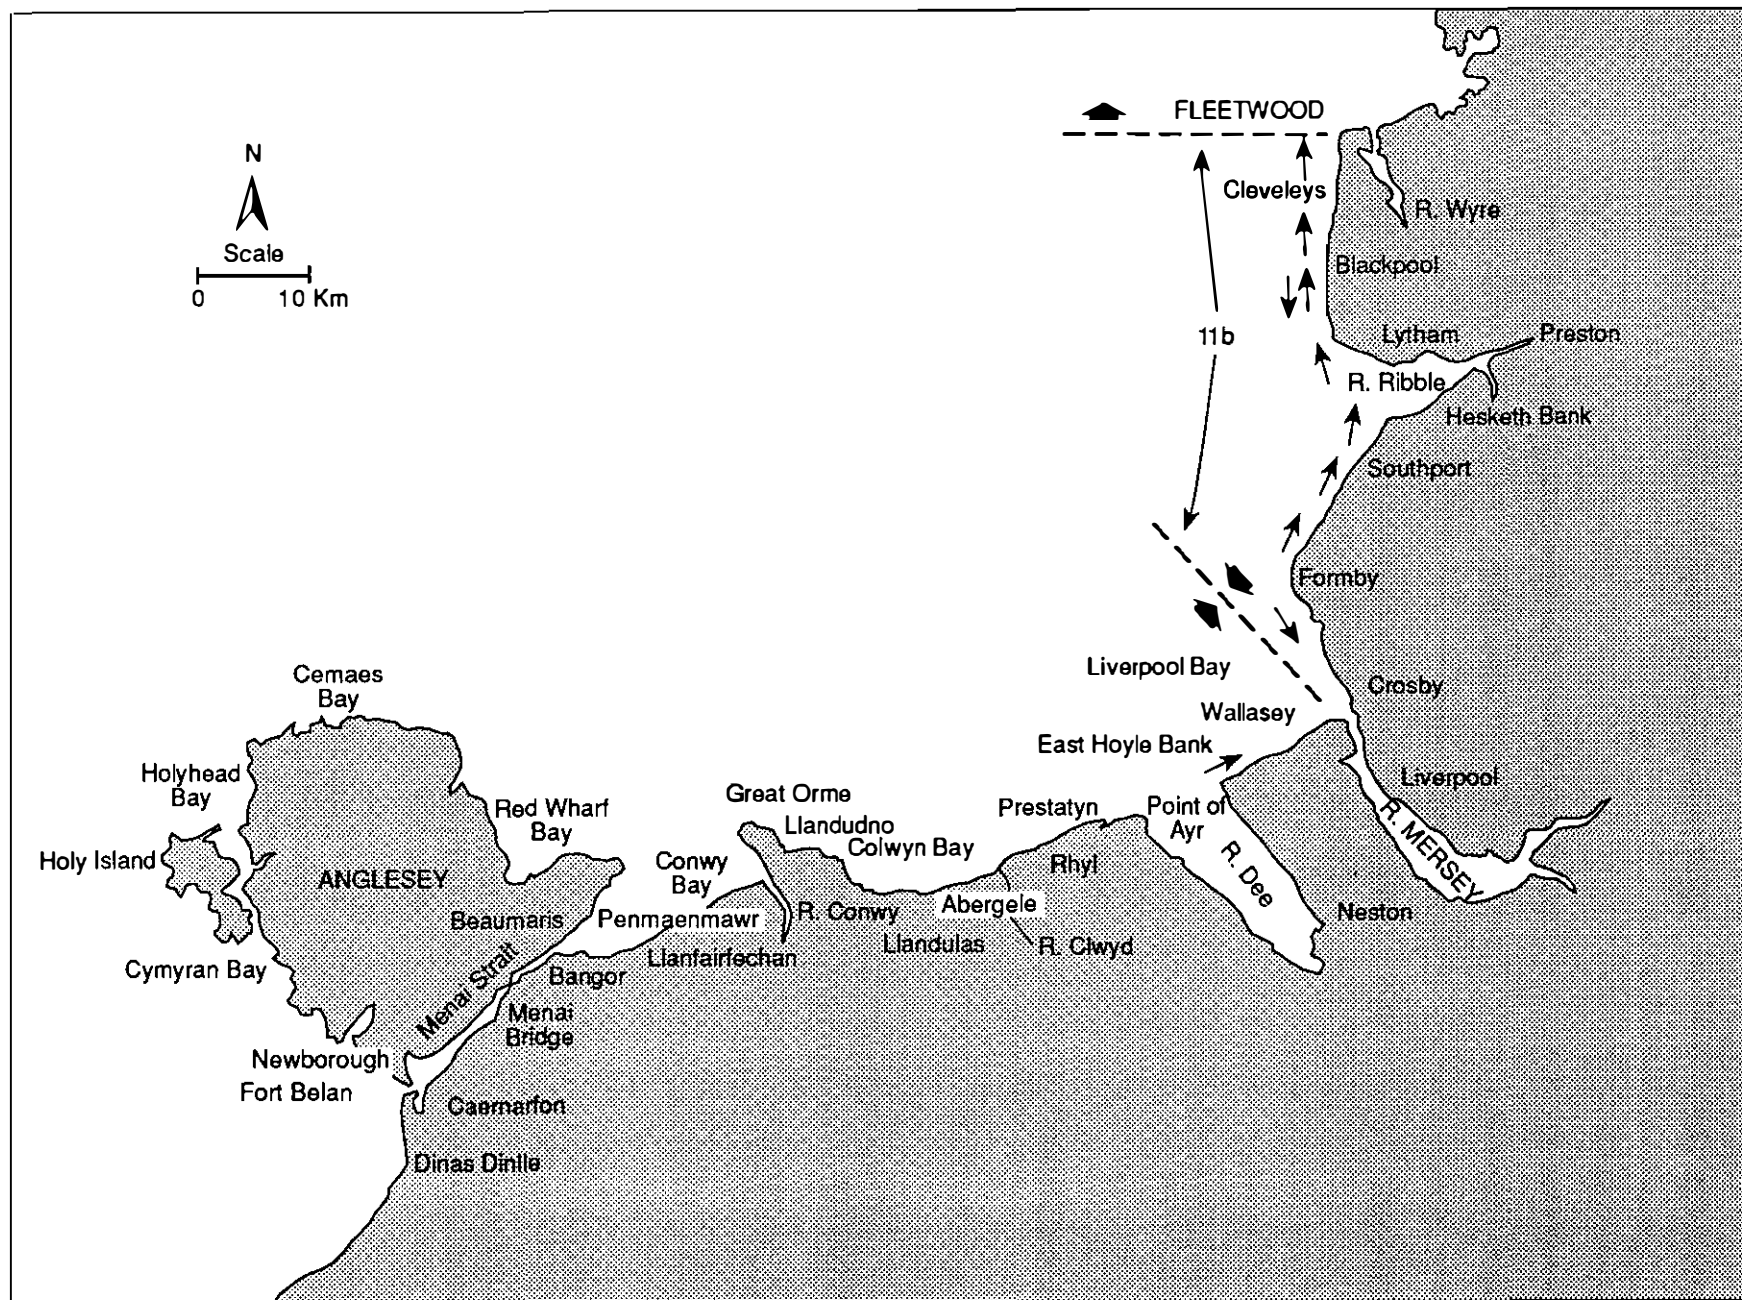 FLEETWOOD
N
Cleveleys
R. Wyre
Scale
Blackpool
0 10 Km
11b
Lytham
Preston
R. Ribble
Hesketh Bank
Southport
Formby
Liverpool Bay
Cemaes
Bay
Crosby
Wallasey
East Hoyle Bank
Holyhead
Bay
Liverpool
Great Orme
Red Wharf
Bay
Prestatyn
Point of
Ayr
R. MERSEY
Llandudno
Colwyn Bay
Holy Island
Conwy
Bay
Rhyl
R. Dee
ANGLESEY
Beaumaris
Penmaenmawr
R. Conwy
Abergele
Neston
Llandulas
R. Clwyd
Llanfairfechan
Cymyran Bay
Menai Strait
Bangor
Menai
Bridge
Newborough
Fort Belan
Caernarfon
Dinas Dinlle